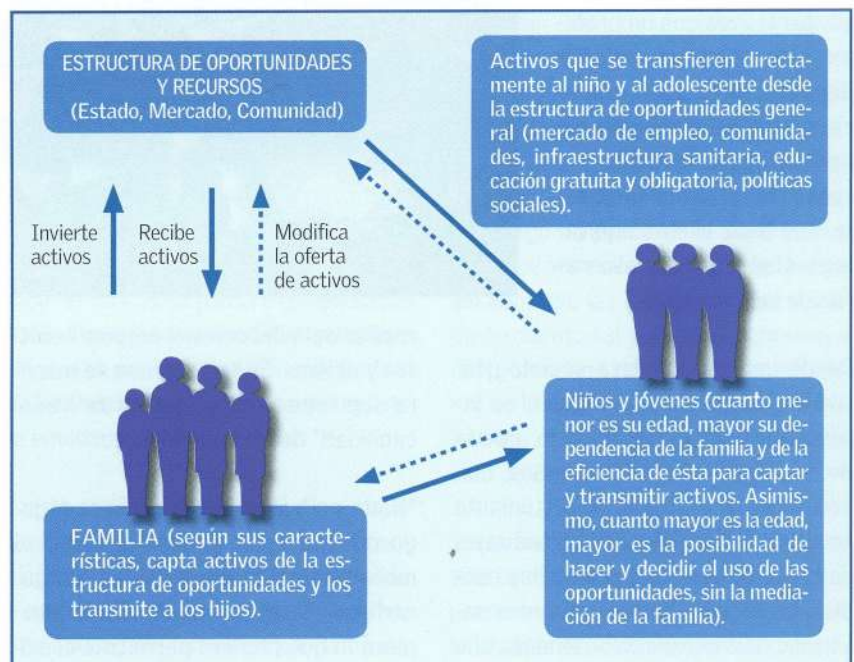 ESTRUCTURA DE OPORTUNIDADES
Y RECURSOS
(Estado, Mercado, Comunidad)
Activos que se transfieren directa-
mente al niño y al adolescente desde
la estructura de oportunidades gene-
ral (mercado de empleo, comunida-
des, infraestructura sanitaria, edu-
cación gratuita y obligatoria, políticas
sociales).
Invierte
activos
Recibe
activos
Modifica
la oferta
de activos
Niños y jóvenes (cuanto me-
nor es su edad, mayor su de-
pendencia de la familia y de la
eficiencia de ésta para captar
y transmitir activos. Asimis-
mo, cuanto mayor es la edad,
mayor es la posibilidad de
hacer y decidir el uso de las
oportunidades, sin la media-
ción de la familia).
FAMILIA (según sus caracte-
rísticas, capta activos de la es-
tructura de oportunidades y los
transmite a los hijos).